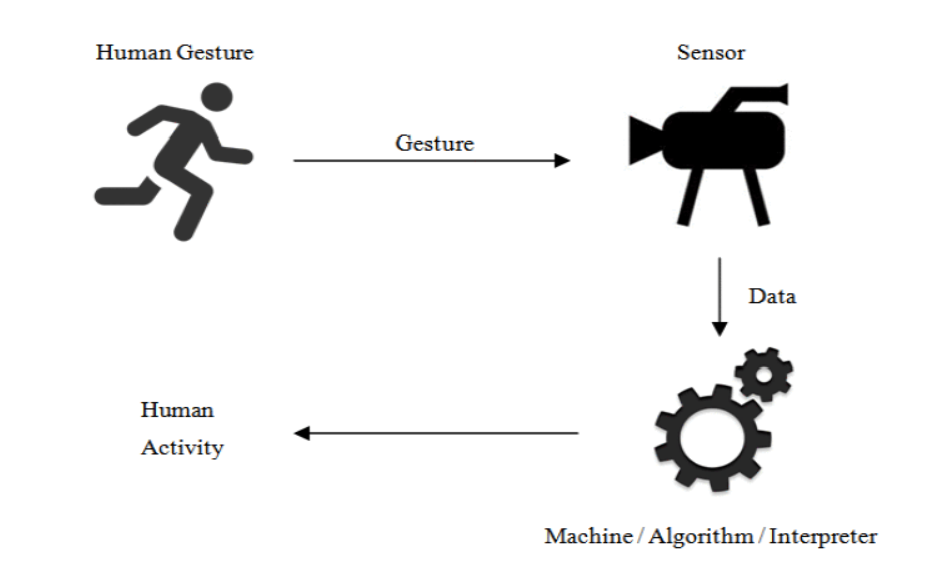 Human Gesture
Sensor
Gesture
Data
Human
Activity
Machine / Algorithm / Interpreter